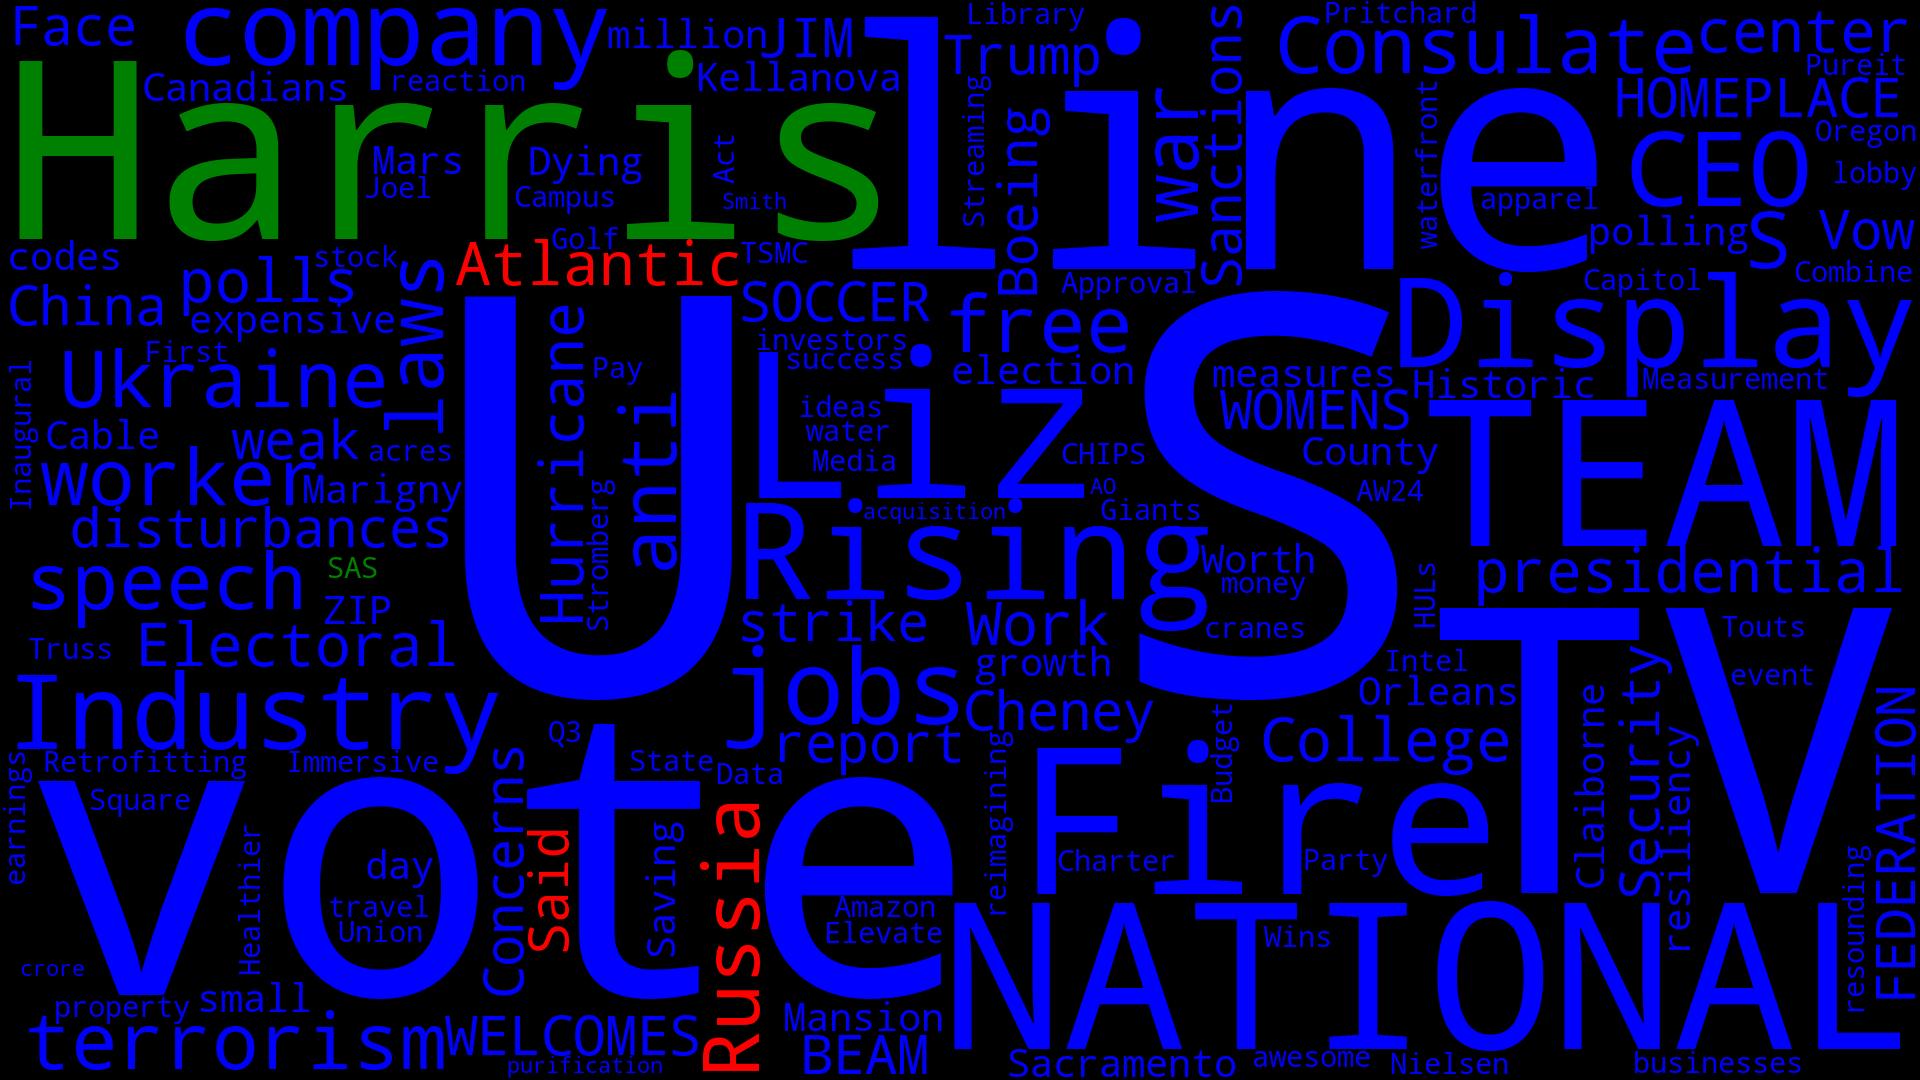 Face
company
million
JIM
line
Library
Trump
Sanctions
Pritchard
Consulate
center
Pureit
Harris
Canadians
reaction
Kellanova
HOMEPLACE
Streaming
Boeing
war
waterfront
CEO
Oregon
lobby
Mars
Joel
Dying
Campus
Act
Smith
apparel
polling
S
Vow
codes
stock
Golf
Atlantic
TSMC
Approval
Capitol
Combine
China
polls
expensive
laws
SOCCER
free
Display
investors
success
election
measures
Historic
Measurement
First
Ukraine
U
Hurricane
Pay
anti
Liz
S
WOMENS
TEAM
Inaugural
Cable
weak
acres
ideas
water
Media
CHIPS
County
worker
Marigny
AO
AW24
disturbances
Stromberg
Rising
acquisition
Giants
speech
SAS
ZIP
Worth
money
HULs
presidential
Truss
Electoral
strike
Work
cranes
TV
Touts
growth
Intel
event
Industry
jobs
Cheney
Orleans
Q3
report
College
Budget
Claiborne
Security
resiliency
FEDERATION
earnings
Retrofitting
Immersive
Concerns
State
Data
reimagining
Fire
vote
Square
Healthier
day
travel
Union
Said
Saving
Russia
Charter
Party
Amazon
Elevate
NATIONAL
Wins
resounding
crore
property
small
terrorism
WELCOMES
purification
Mansion
BEAM
Sacramento
awesome
Nielsen
businesses